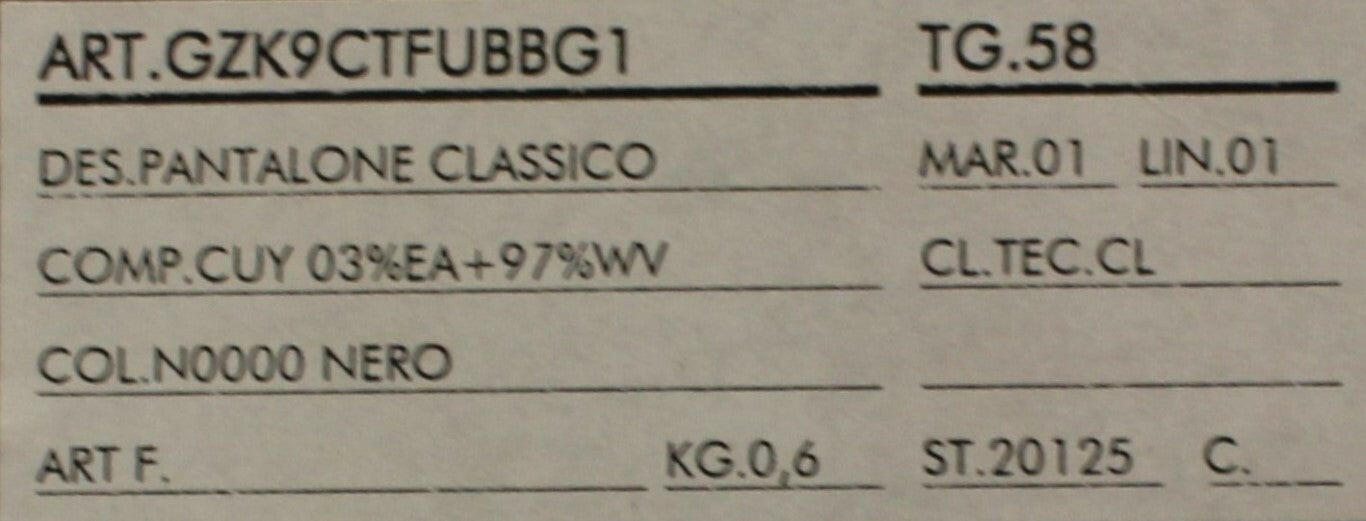 ART.GZK9CTFUBBG1 TG.58
DES.PANTALONE CLASSICO MAR.01 LIN.01
COMP.CUY 03%EA+97%WV CL.TEC.CL
COL.N0000 NERO
ART F. KG.0,6 ST.20125 C.